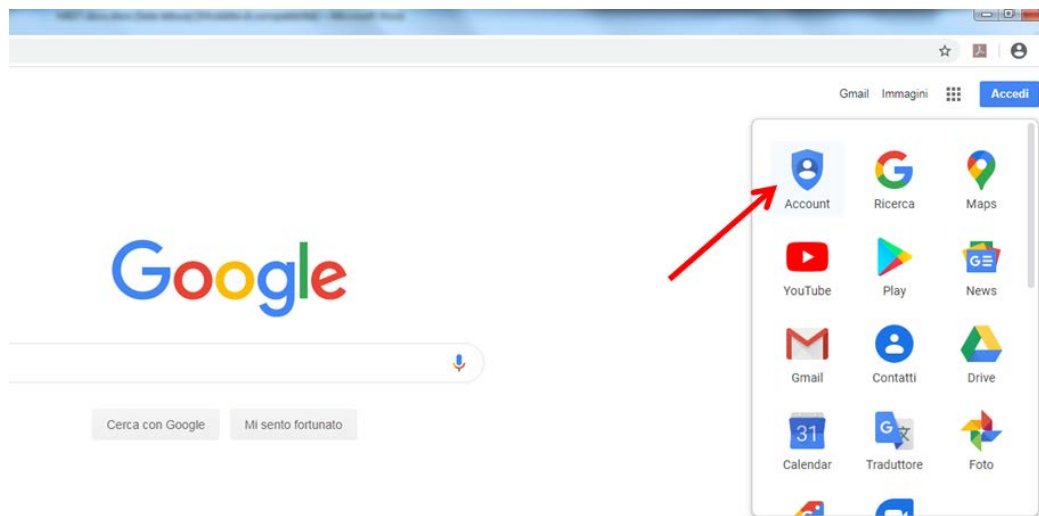 Gmail Immagini Accedi
Account Ricerca Maps
Google
YouTube Play News
Gmail Contatti Drive
Cerca con Google Mi sento fortunato
31
Calendar Traduttore Foto